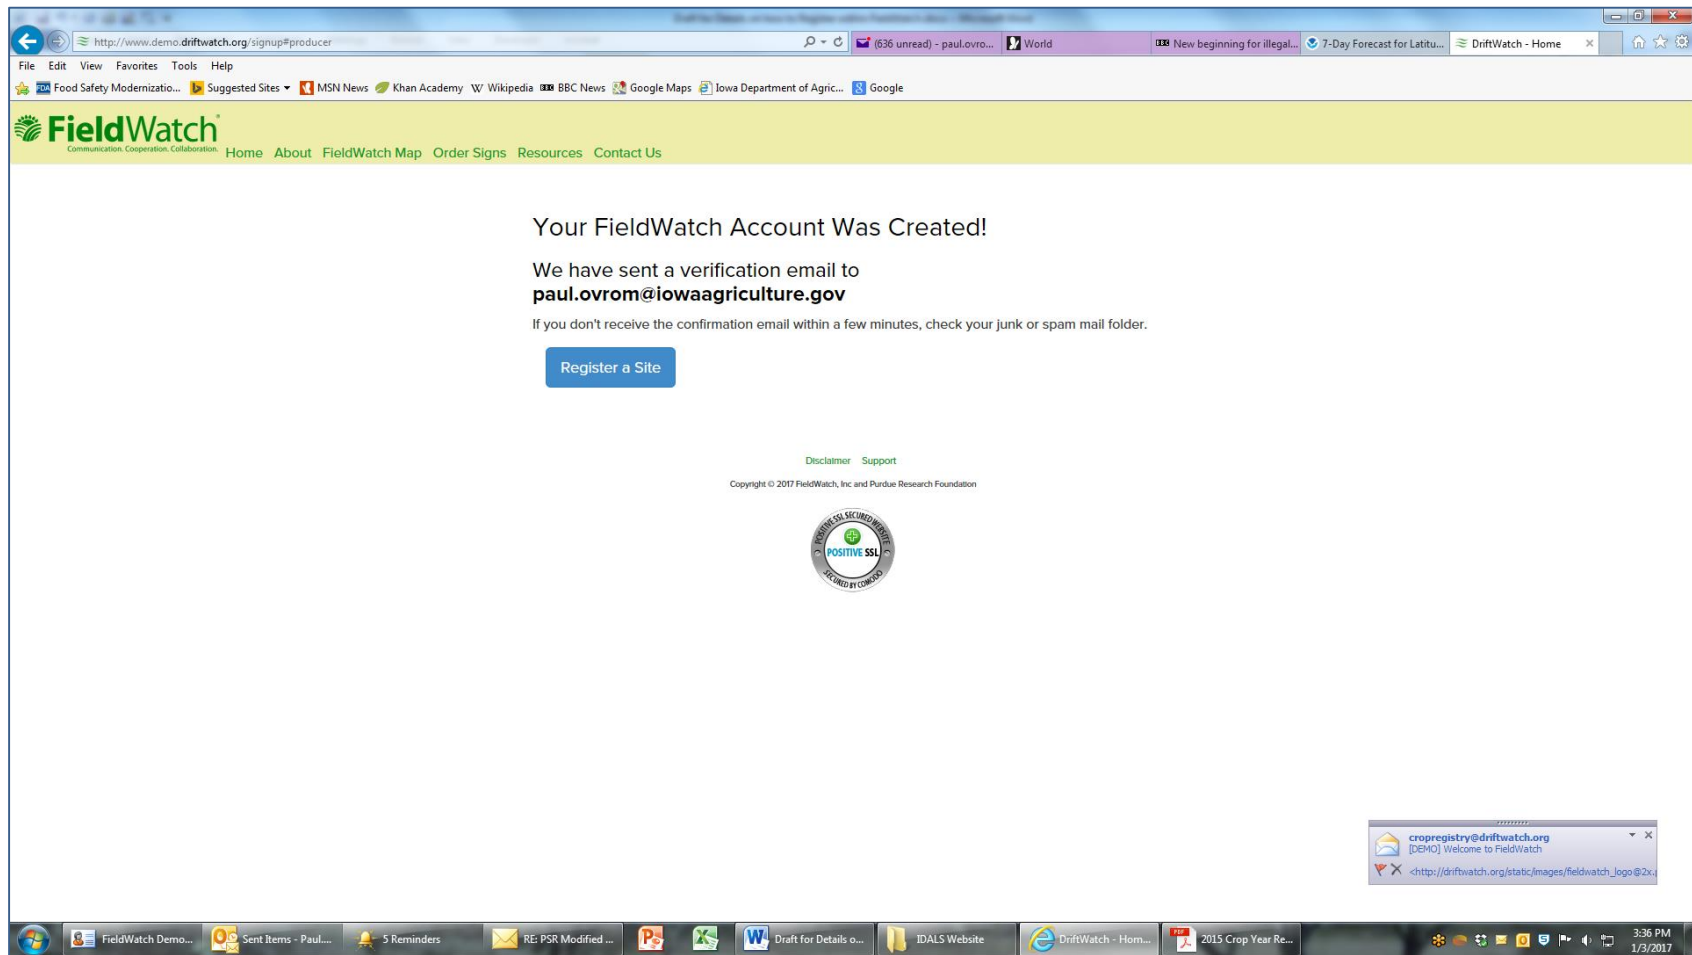 http://www.demo.driftwatch.org/signup#producer
(636 unread) - paul.ovro...
World
New beginning for illegal...
7-Day Forecast for Latitu...
DriftWatch - Home
File Edit View Favorites Tools Help
Food Safety Modernizatio... Suggested Sites MSN News Khan Academy Wikipedia BBC News Google Maps Iowa Department of Agric... Google
FieldWatch
Communication. Cooperation. Collaboration.
Home About FieldWatch Map Order Signs Resources Contact Us
Your FieldWatch Account Was Created!
We have sent a verification email to
paul.ovrom@iowaagriculture.gov
If you don't receive the confirmation email within a few minutes, check your junk or spam mail folder.
Register a Site
Disclaimer Support
Copyright © 2017 FieldWatch, Inc and Purdue Research Foundation
POSITIVE SSL SECURED WEBSITE
POSITIVE SSL
SECURED BY COMODO
cropregistry@driftwatch.org
[DEMO] Welcome to FieldWatch
<http://driftwatch.org/static/images/fieldwatch_logo@2x.p
FieldWatch Demo...
Sent Items - Paul....
5 Reminders
RE: PSR Modified ...
Draft for Details o...
IDALS Website
DriftWatch - Hom...
2015 Crop Year Re...
3:36 PM
1/3/2017